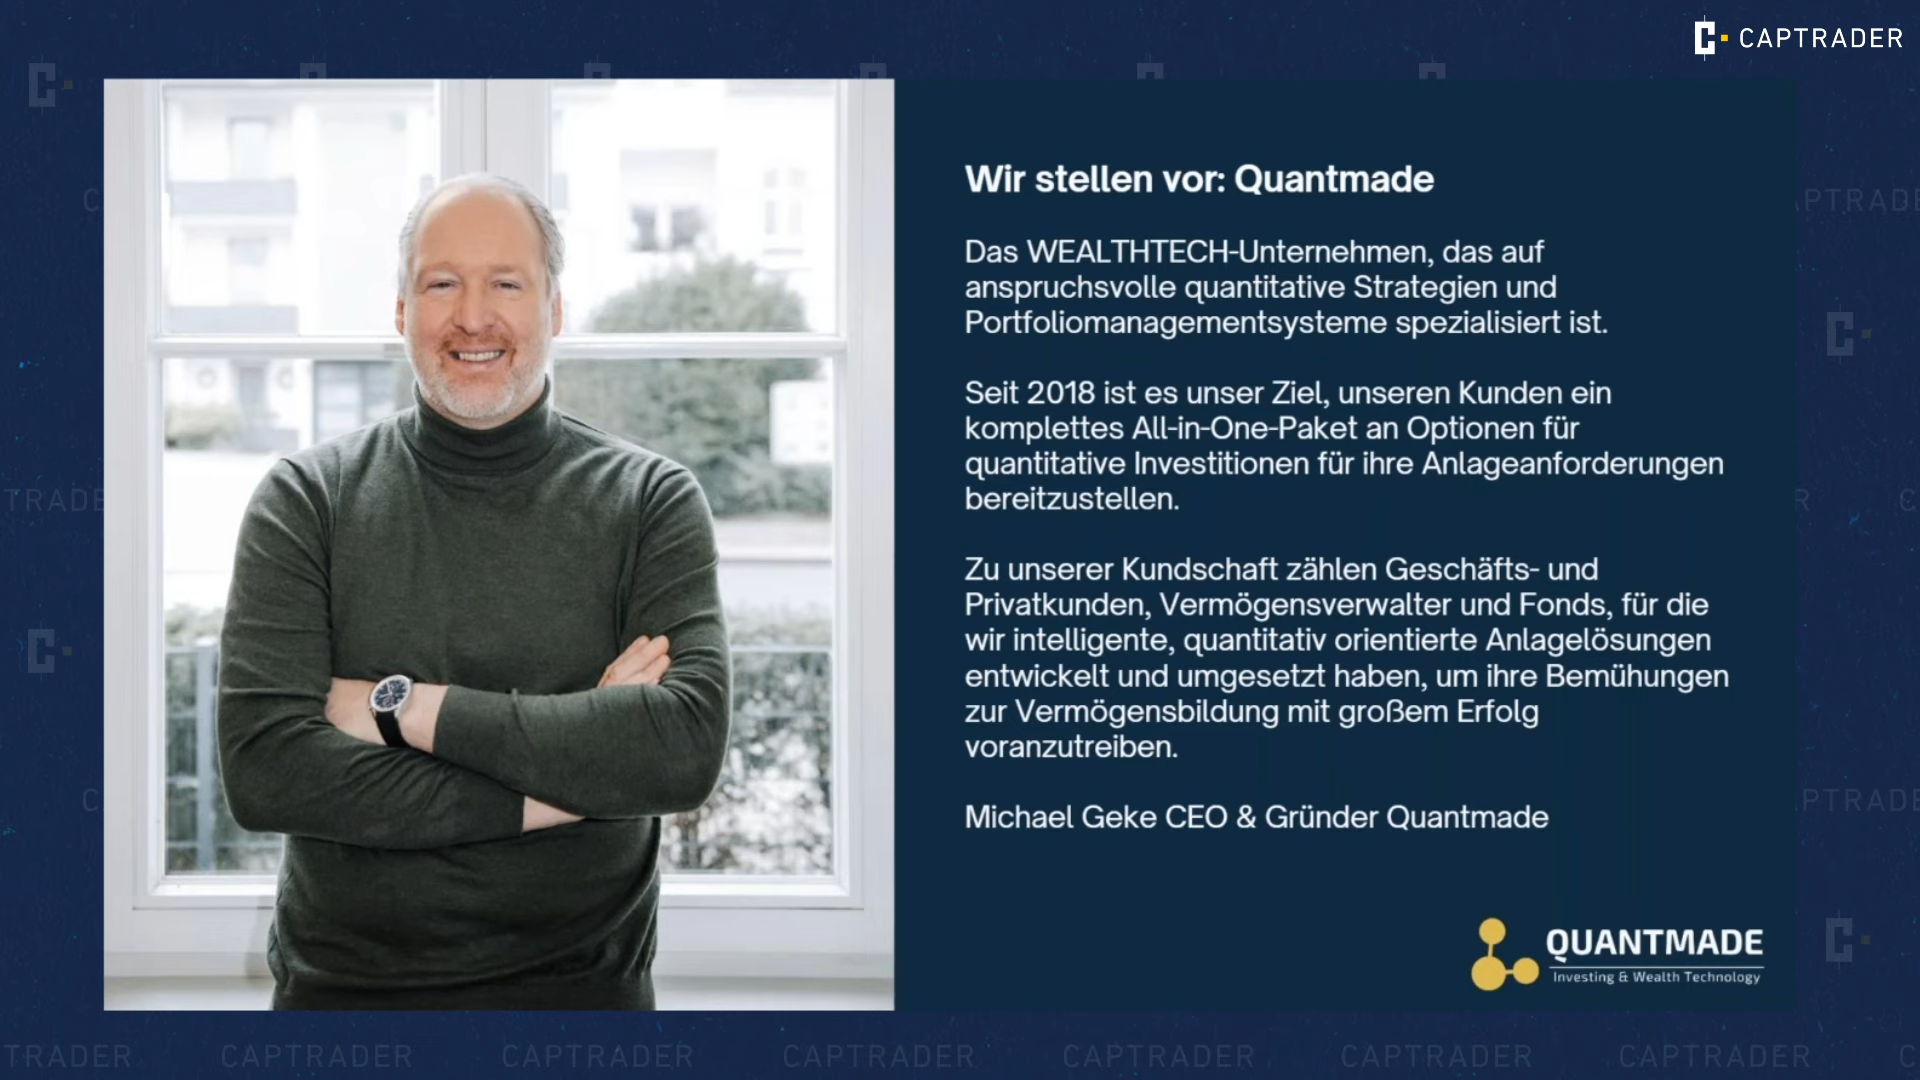 CAPTRADER
Wir stellen vor: Quantmade
Das WEALTHTECH-Unternehmen, das auf
anspruchsvolle quantitative Strategien und
Portfoliomanagementsysteme spezialisiert ist.
Seit 2018 ist es unser Ziel, unseren Kunden ein
komplettes All-in-One-Paket an Optionen für
quantitative Investitionen für ihre Anlageanforderungen
bereitzustellen.
Zu unserer Kundschaft zählen Geschäfts- und
Privatkunden, Vermögensverwalter und Fonds, für die
wir intelligente, quantitativ orientierte Anlagelösungen
entwickelt und umgesetzt haben, um ihre Bemühungen
zur Vermögensbildung mit großem Erfolg
voranzutreiben.
Michael Geke CEO & Gründer Quantmade
QUANTMADE
Investing & Wealth Technology
TRADER CAPTRADER CAPTRADER CAPTRADER CAPTRADER CAPTRADER CAPTRADER